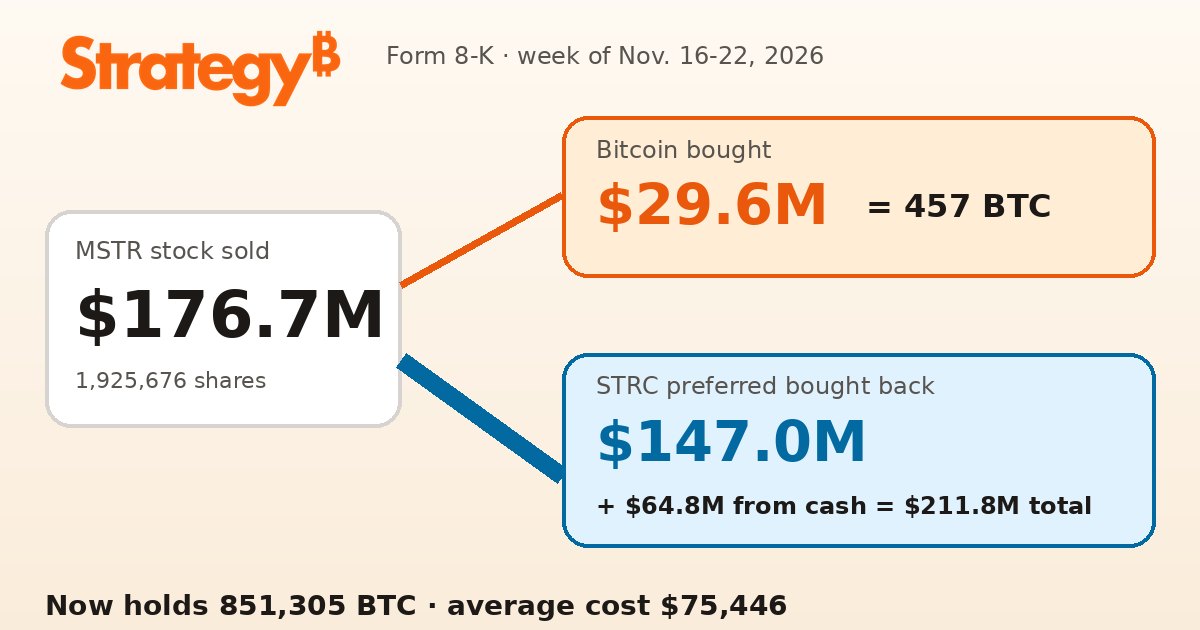 Strategy₿
Form 8-K · week of Nov. 16-22, 2026
MSTR stock sold
$176.7M
1,925,676 shares
Bitcoin bought
$29.6M = 457 BTC
STRC preferred bought back
$147.0M
+ $64.8M from cash = $211.8M total
Now holds 851,305 BTC · average cost $75,446